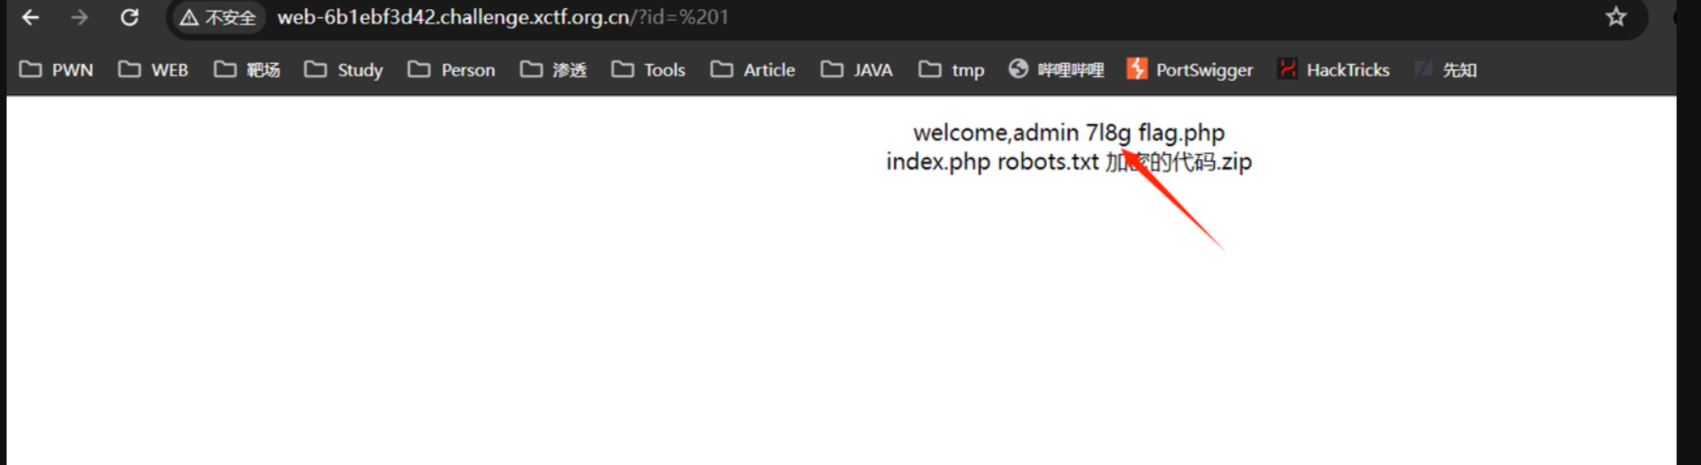 不安全 web-6b1ebf3d42.challenge.xctf.org.cn/?id=%201
PWN WEB 靶场 Study Person 渗透 Tools Article JAVA tmp 哔哩哔哩 PortSwigger HackTricks 先知
welcome,admin 7l8g flag.php
index.php robots.txt 加密的代码.zip